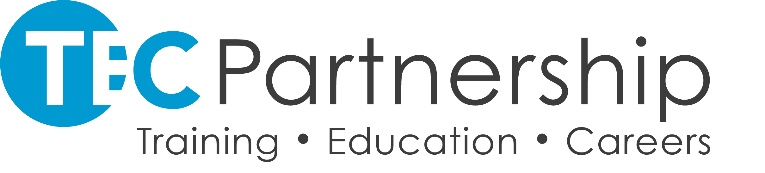 TEC Partnership
Training • Education • Careers